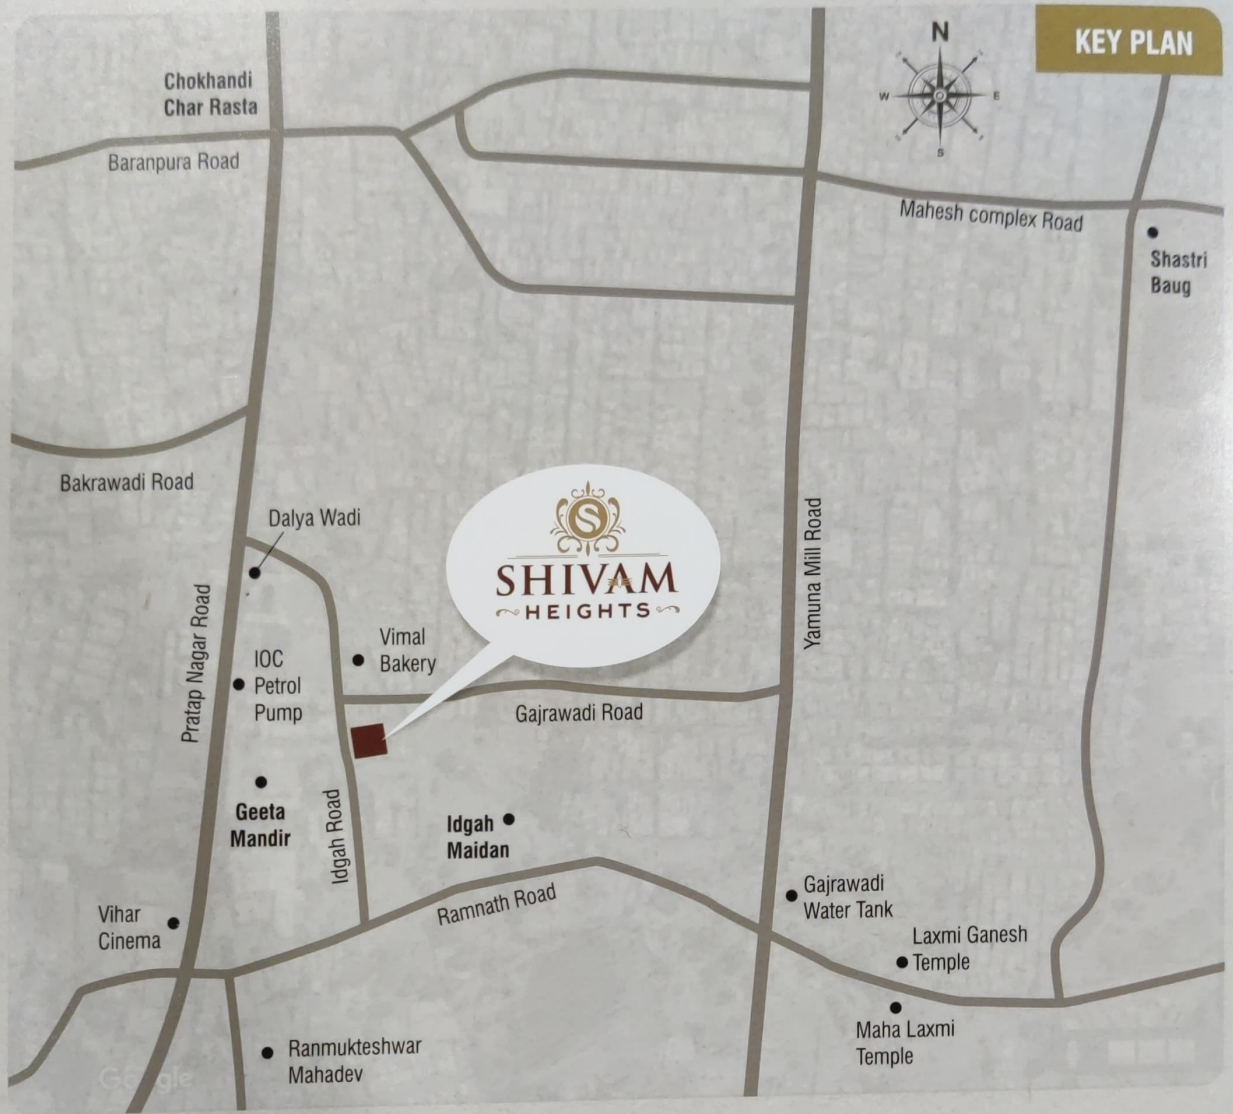 KEY PLAN
N
W
E
S
Chokhandi
Char Rasta
Baranpura Road
Mahesh complex Road
Shastri
Baug
Bakrawadi Road
Dalya Wadi
S
SHIVAM
HEIGHTS
Yamuna Mill Road
Pratap Nagar Road
Vimal
Bakery
IOC
Petrol
Pump
Gajrawadi Road
Geeta
Mandir
Idgah Road
Idgah
Maidan
Ramnath Road
Gajrawadi
Water Tank
Vihar
Cinema
Laxmi Ganesh
Temple
Maha Laxmi
Temple
Ranmukteshwar
Mahadev
Google